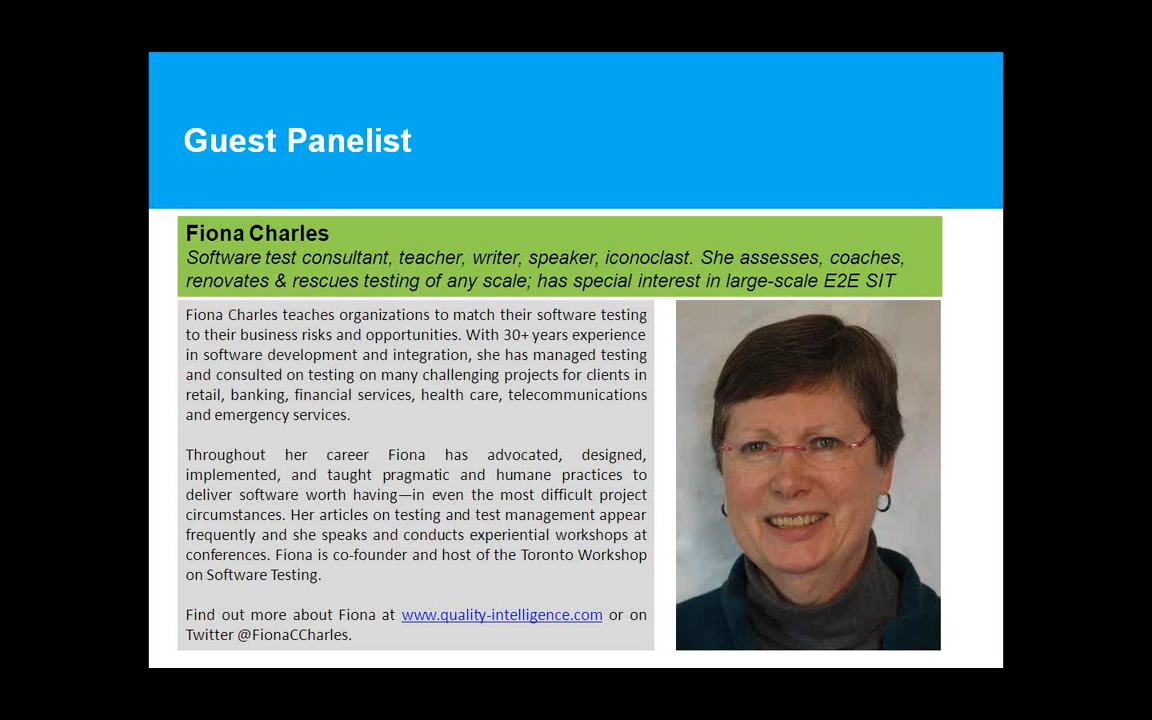 Guest Panelist
Fiona Charles
Software test consultant, teacher, writer, speaker, iconoclast. She assesses, coaches,
renovates & rescues testing of any scale; has special interest in large-scale E2E SIT
Fiona Charles teaches organizations to match their software testing
to their business risks and opportunities. With 30+ years experience
in software development and integration, she has managed testing
and consulted on testing on many challenging projects for clients in
retail, banking, financial services, health care, telecommunications
and emergency services.
Throughout her career Fiona has advocated, designed,
implemented, and taught pragmatic and humane practices to
deliver software worth having—in even the most difficult project
circumstances. Her articles on testing and test management appear
frequently and she speaks and conducts experiential workshops at
conferences. Fiona is co-founder and host of the Toronto Workshop
on Software Testing.
Find out more about Fiona at www.quality-intelligence.com or on
Twitter @FionaCCharles.